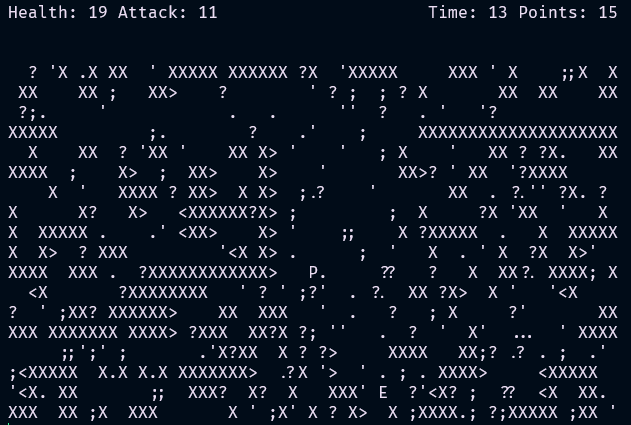 Health: 19 Attack: 11                     Time: 13 Points: 15
  ? 'X .X XX  ' XXXXX XXXXXX ?X  'XXXXX     XXX ' X    ;;X  X
 XX    XX ;   XX>    ?        ' ? ;  ; ? X       XX  XX    XX
 ?;.     '            .   .      ''  ?   . '   '?
XXXXX         ;.        ?    .'    ;     XXXXXXXXXXXXXXXXXXXX
  X    XX  ? 'XX '    XX X> '    '   ; X    '   XX ? ?X.   XX
XXXX  ;    X>  ;  XX>    X>    '       XX>? ' XX  '?XXXX
    X  '   XXXX ? XX>  X X>  ;.?    '       XX  . ?.'' ?X. ?
X      X?   X>   <XXXXXX?X> ;         ;  X     ?X 'XX  '   X
X  XXXXX .    .' <XX>    X> '    ;;    X ?XXXXX  .   X  XXXXX
X  X>  ? XXX         '<X X> .      ;  '   X  . ' X  ?X  X>'
XXXX  XXX .  ?XXXXXXXXXXXX>   P.     ??   ?   X  XX?. XXXX; X
  <X       ?XXXXXXXX   ' ? ' ;?'  . ?.  XX ?X>  X '   '<X
?  ' ;XX? XXXXXX>    XX  XXX   '  .   ?   ; X     ?'       XX
XXX XXXXXXX XXXX> ?XXX  XX?X ?; ''    .  ?  '  X'  ...  ' XXXX
     ;;';' ;       .'X?XX  X ? ?>     XXXX   XX;? .? . ;  .'
;<XXXXX  X.X X.X XXXXXXX>  .?X '>  ' . ; . XXXX>     <XXXXX
'<X. XX       ;;  XXX?  X?  X   XXX' E  ?'<X? ;  ??  <X  XX.
XXX  XX ;X  XXX       X ' ;X' X ? X>  X ;XXXX.; ?;XXXXX ;XX '